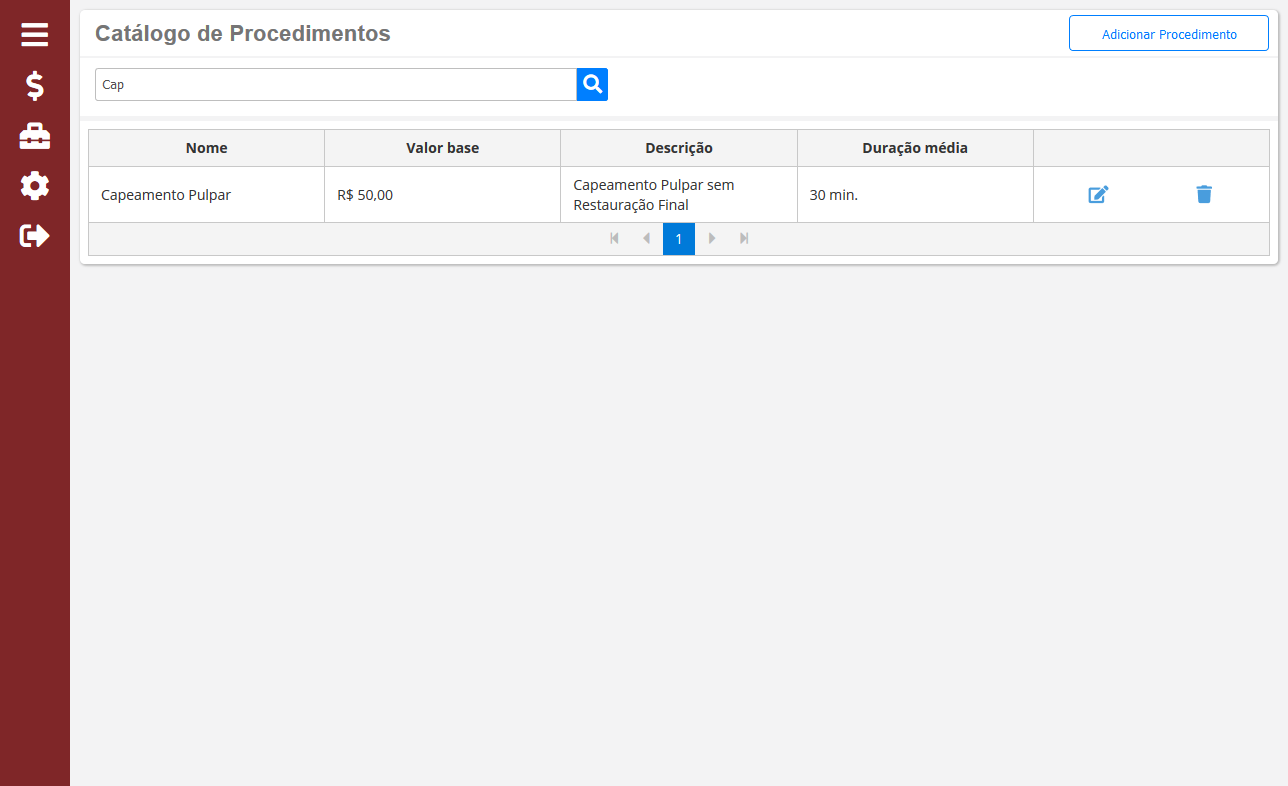 Catálogo de Procedimentos
Adicionar Procedimento
Cap
Nome
Valor base
Descrição
Duração média
Capeamento Pulpar
R$ 50,00
Capeamento Pulpar sem
Restauração Final
30 min.
1